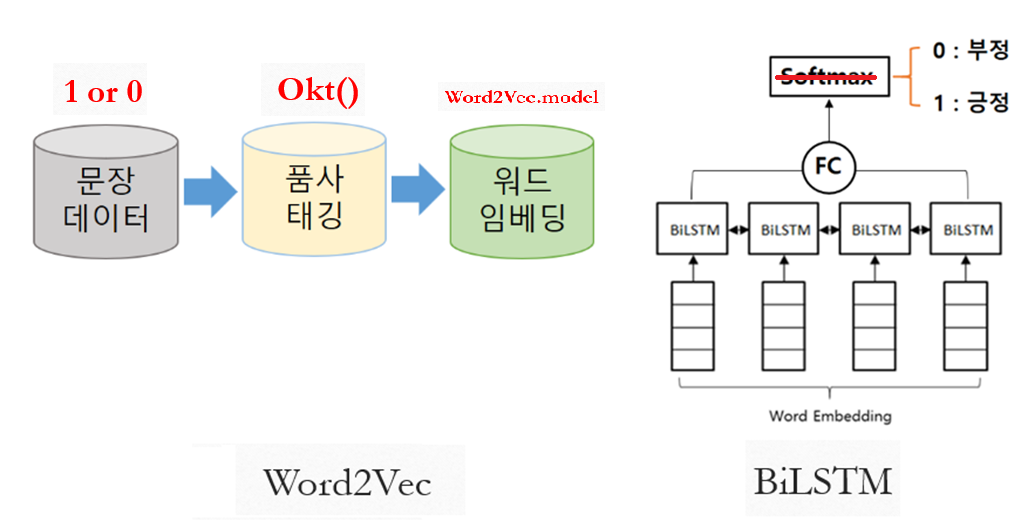 1 or 0
Okt()
Word2Vec.model
문장
데이터
품사
태깅
워드
임베딩
Word2Vec
Softmax
0 : 부정
1 : 긍정
FC
BiLSTM
BiLSTM
BiLSTM
BiLSTM
Word Embedding
BiLSTM